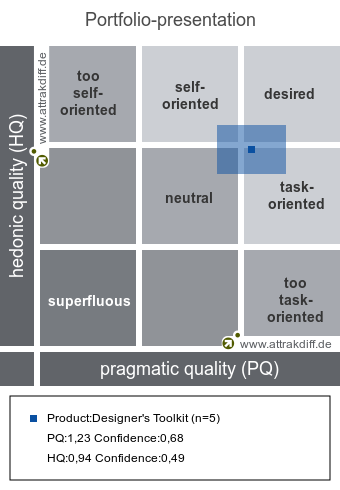 Portfolio-presentation
www.attrakdiff.de
hedonic quality (HQ)
too
self-
oriented
self-
oriented
desired
neutral
task-
oriented
superfluous
too
task-
oriented
www.attrakdiff.de
pragmatic quality (PQ)
Product:Designer's Toolkit (n=5)
PQ:1,23 Confidence:0,68
HQ:0,94 Confidence:0,49